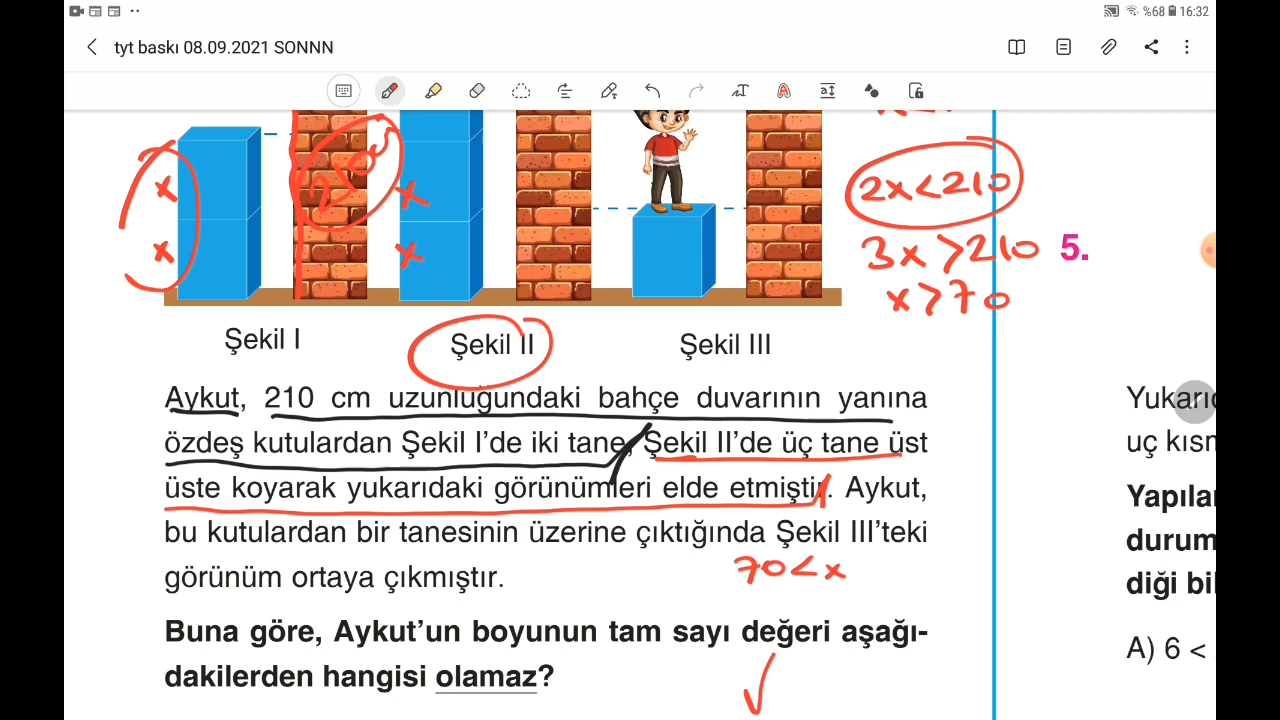 %68 16:32
tyt baskı 08.09.2021 SONNN
x
x
210
x
x
2x<210
3x>210
x>70
5.
Şekil I
Şekil II
Şekil III
Aykut, 210 cm uzunluğundaki bahçe duvarının yanına
özdeş kutulardan Şekil I'de iki tane, Şekil II'de üç tane üst
üste koyarak yukarıdaki görünümleri elde etmiştir. Aykut,
bu kutulardan bir tanesinin üzerine çıktığında Şekil III'teki
görünüm ortaya çıkmıştır.
70<x
Buna göre, Aykut'un boyunun tam sayı değeri aşağı-
dakilerden hangisi olamaz?
uç kısm
Yapılar
durum
diği bil
A) 6 <